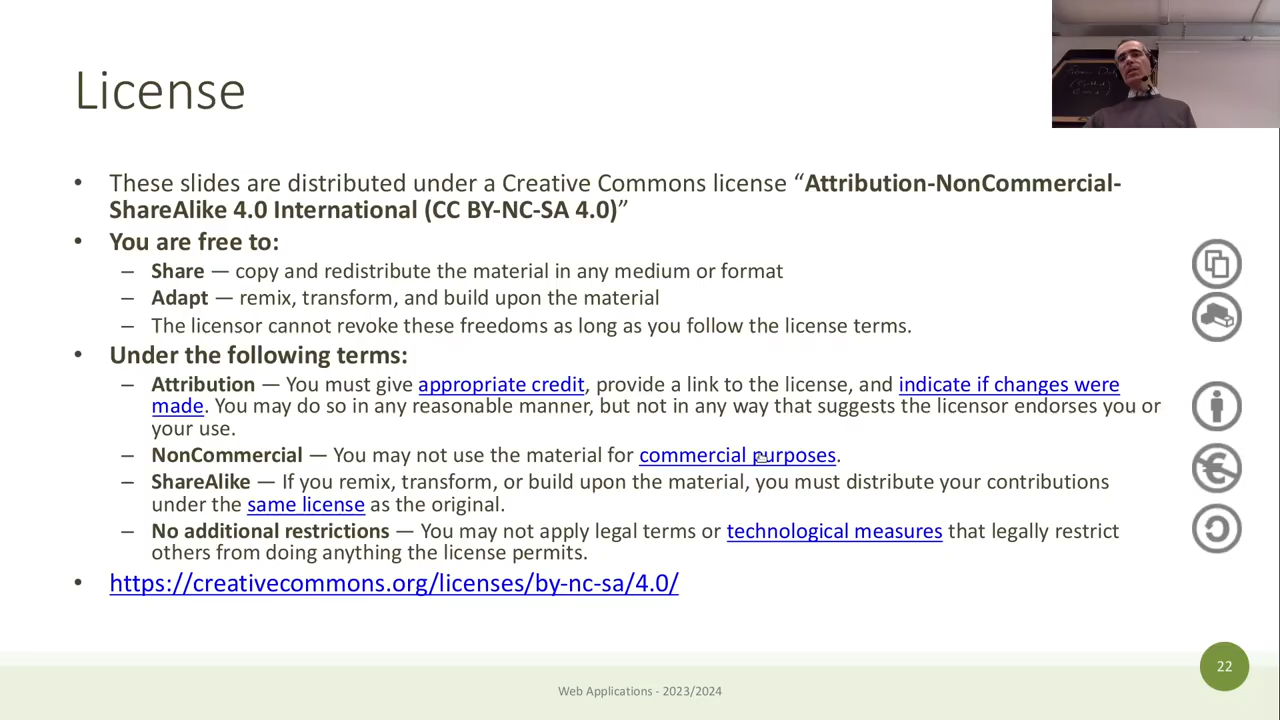 License
• These slides are distributed under a Creative Commons license “Attribution-NonCommercial-
ShareAlike 4.0 International (CC BY-NC-SA 4.0)”
• You are free to:
– Share — copy and redistribute the material in any medium or format
– Adapt — remix, transform, and build upon the material
– The licensor cannot revoke these freedoms as long as you follow the license terms.
• Under the following terms:
– Attribution — You must give appropriate credit, provide a link to the license, and indicate if changes were
made. You may do so in any reasonable manner, but not in any way that suggests the licensor endorses you or
your use.
– NonCommercial — You may not use the material for commercial purposes.
– ShareAlike — If you remix, transform, or build upon the material, you must distribute your contributions
under the same license as the original.
– No additional restrictions — You may not apply legal terms or technological measures that legally restrict
others from doing anything the license permits.
• https://creativecommons.org/licenses/by-nc-sa/4.0/
22
Web Applications - 2023/2024